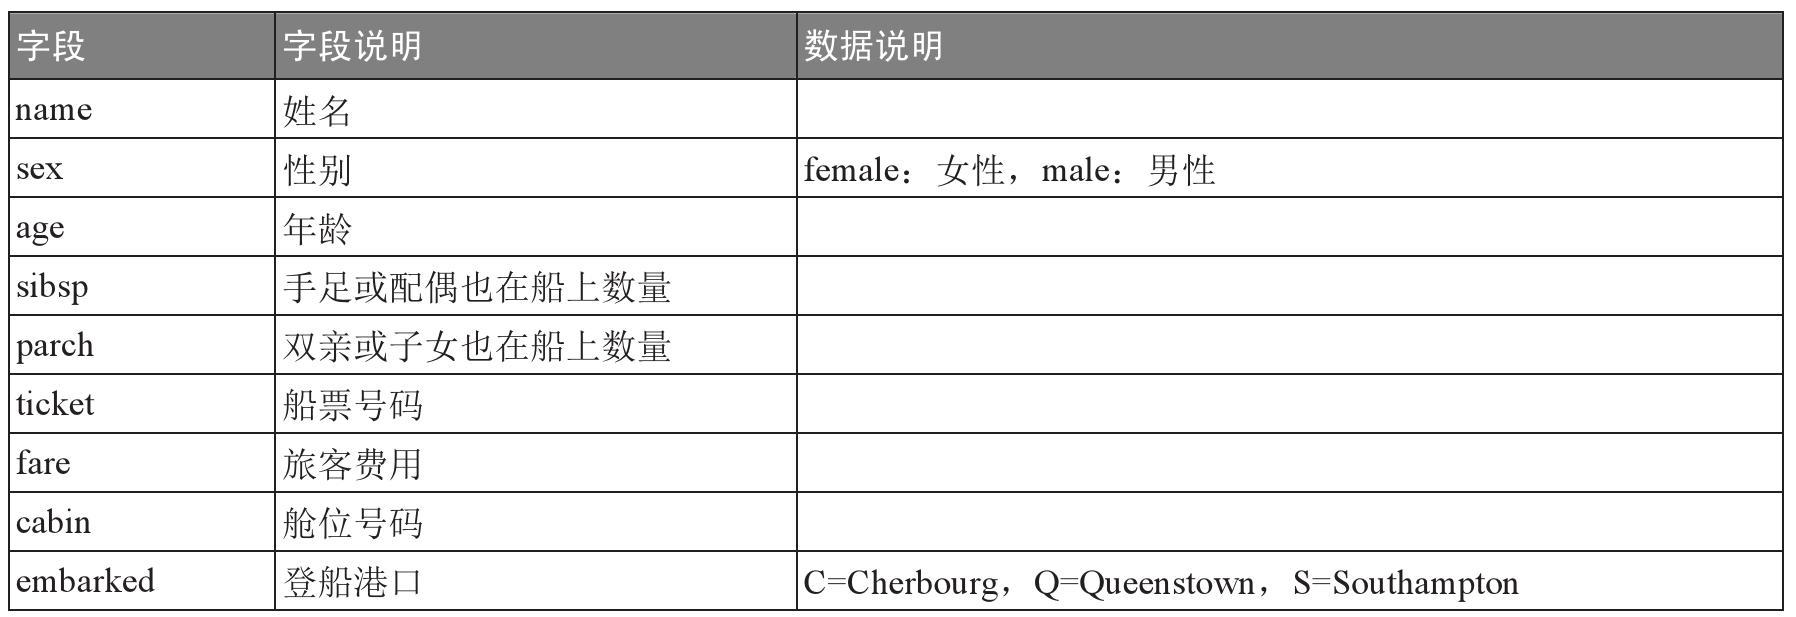 字段 字段说明 数据说明
name 姓名
sex 性别 female：女性，male：男性
age 年龄
sibsp 手足或配偶也在船上数量
parch 双亲或子女也在船上数量
ticket 船票号码
fare 旅客费用
cabin 舱位号码
embarked 登船港口 C=Cherbourg，Q=Queenstown，S=Southampton